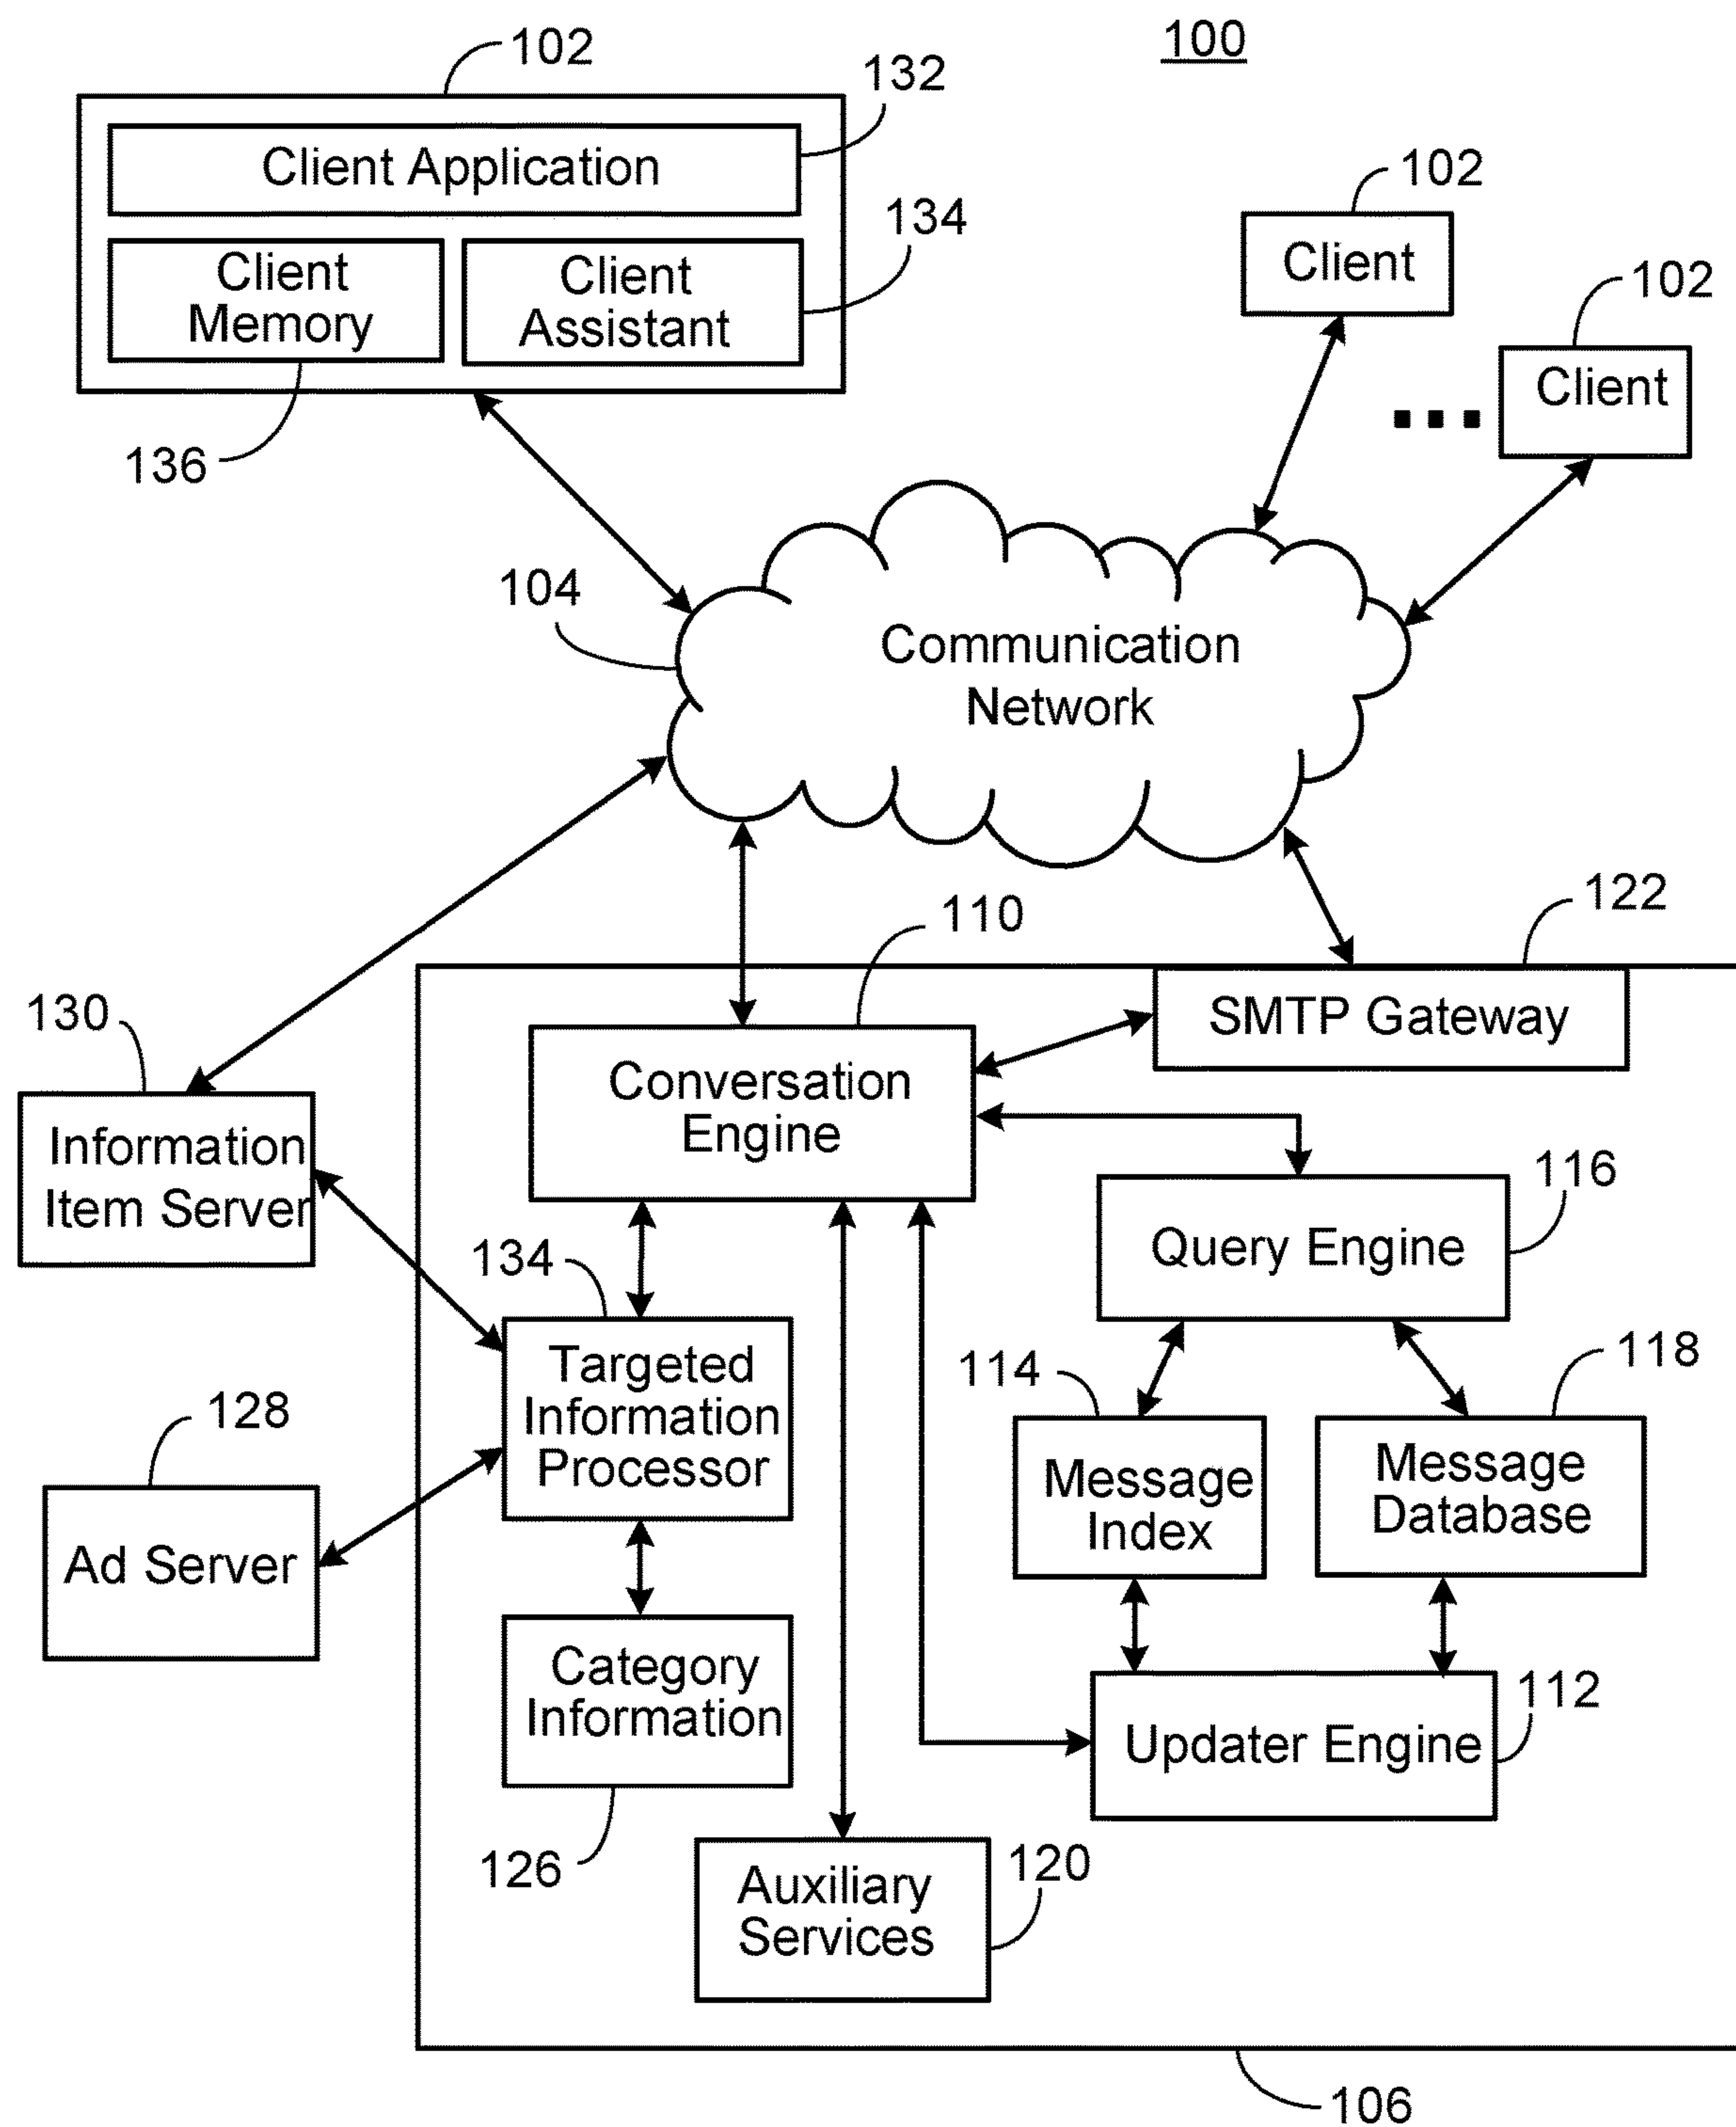 100
102
132
Client Application
134
Client
Memory
Client
Assistant
136
102
Client
102
Client
104
Communication
Network
110
122
SMTP Gateway
130
Information
Item Server
Conversation
Engine
116
Query Engine
134
Targeted
Information
Processor
114
118
Message
Index
Message
Database
128
Ad Server
Category
Information
126
112
Updater Engine
120
Auxiliary
Services
106